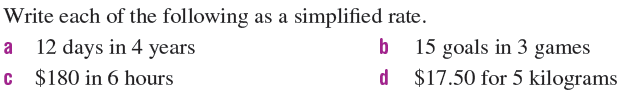 Write each of the following as a simplified rate.
a 12 days in 4 years b 15 goals in 3 games
c $180 in 6 hours d $17.50 for 5 kilograms